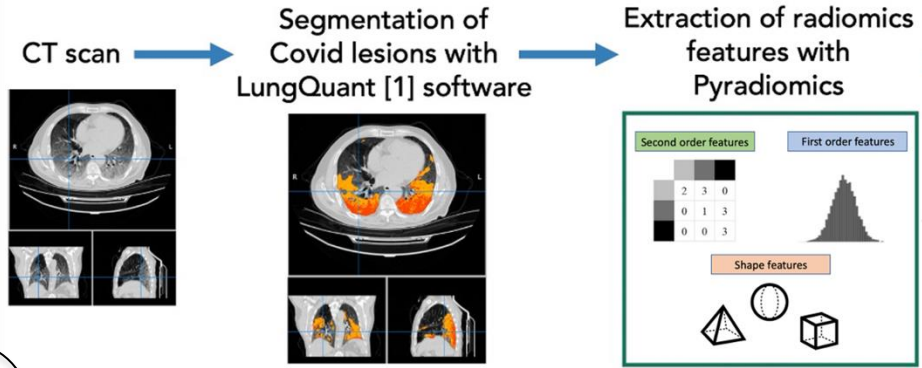 CT scan
Segmentation of
Covid lesions with
LungQuant [1] software
Extraction of radiomics
features with
Pyradiomics
R
L
R
L
Second order features
First order features
2 3 0
0 1 3
0 0 3
Shape features